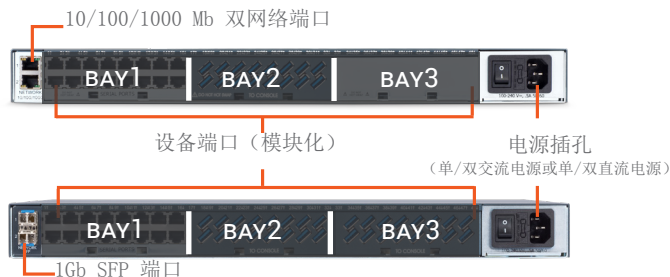 10/100/1000 Mb 双网络端口
BAY1 BAY2 BAY3
设备端口（模块化）
电源插孔
（单/双交流电源或单/双直流电源）
BAY1 BAY2 BAY3
1Gb SFP 端口